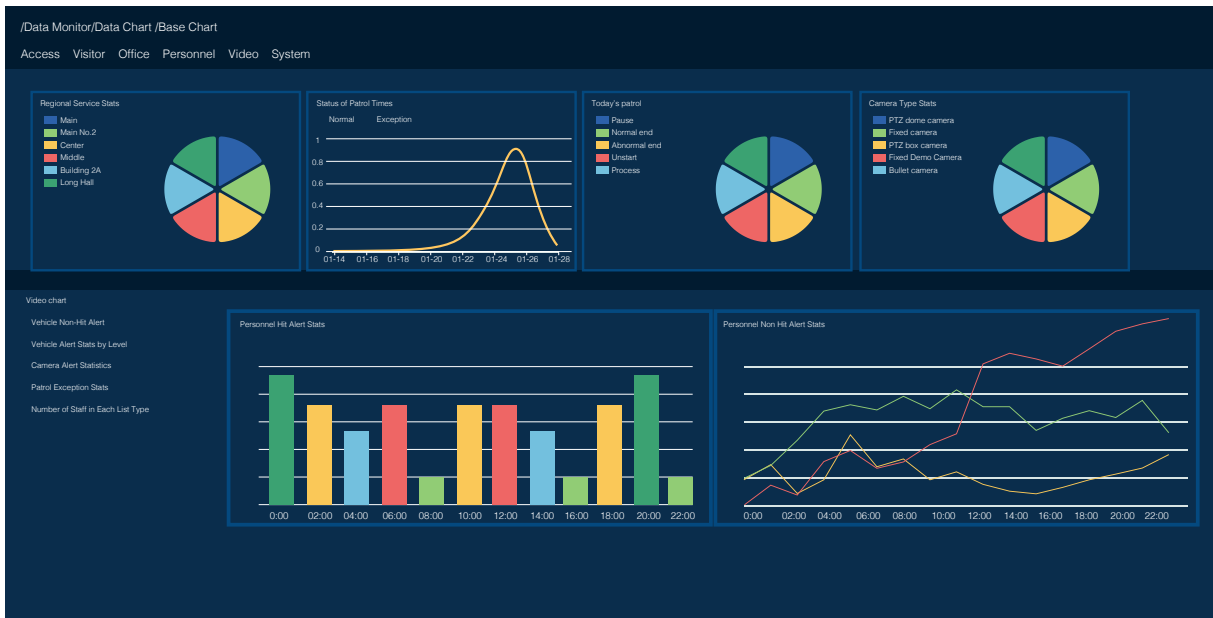 /Data Monitor/Data Chart /Base Chart
Access Visitor Office Personnel Video System
Regional Service Stats
Main
Main No.2
Center
Middle
Building 2A
Long Hall
Status of Patrol Times
Normal Exception
1
0.8
0.6
0.4
0.2
0
01-14 01-16 01-18 01-20 01-22 01-24 01-26 01-28
Today's patrol
Pause
Normal end
Abnormal end
Unstart
Process
Camera Type Stats
PTZ dome camera
Fixed camera
PTZ box camera
Fixed Demo Camera
Bullet camera
Video chart
Vehicle Non-Hit Alert
Vehicle Alert Stats by Level
Camera Alert Statistics
Patrol Exception Stats
Number of Staff in Each List Type
Personnel Hit Alert Stats
0:00 02:00 04:00 06:00 08:00 10:00 12:00 14:00 16:00 18:00 20:00 22:00
Personnel Non Hit Alert Stats
0:00 02:00 04:00 06:00 08:00 10:00 12:00 14:00 16:00 18:00 20:00 22:00